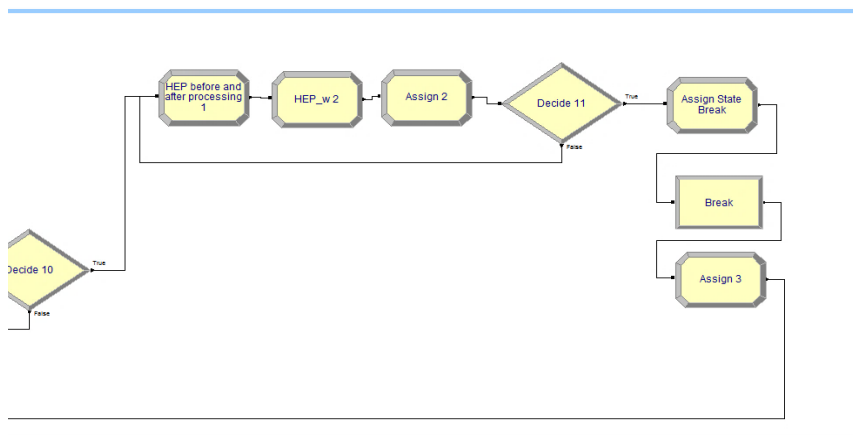 HEP before and
after processing
1
HEP_w 2
Assign 2
Decide 11
True
False
Assign State
Break
Break
Assign 3
Decide 10
True
False